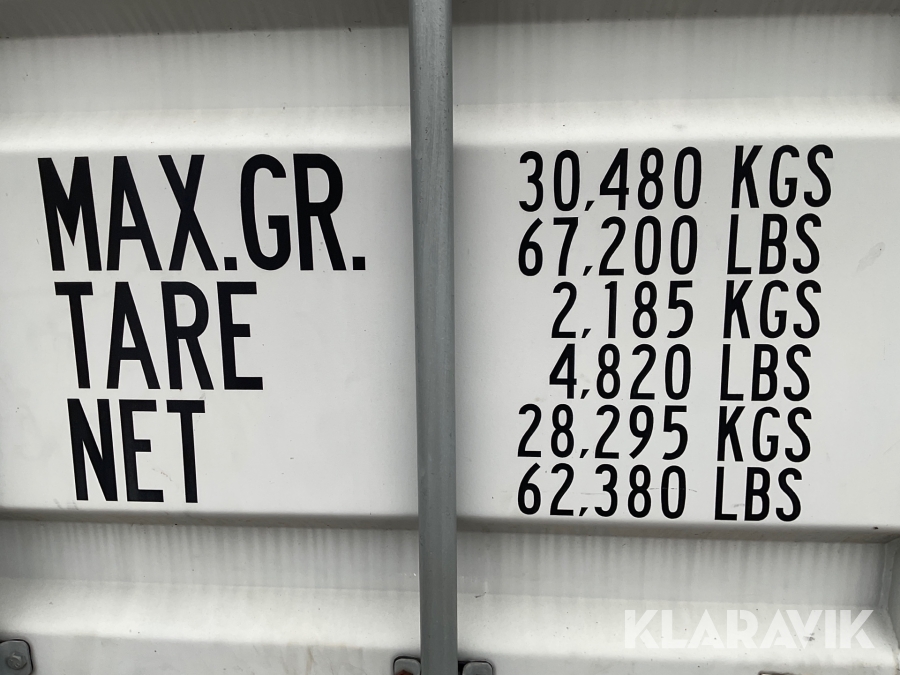 MAX.GR. 30,480 KGS
67,200 LBS
TARE 2,185 KGS
4,820 LBS
NET 28,295 KGS
62,380 LBS
KLARAVIK